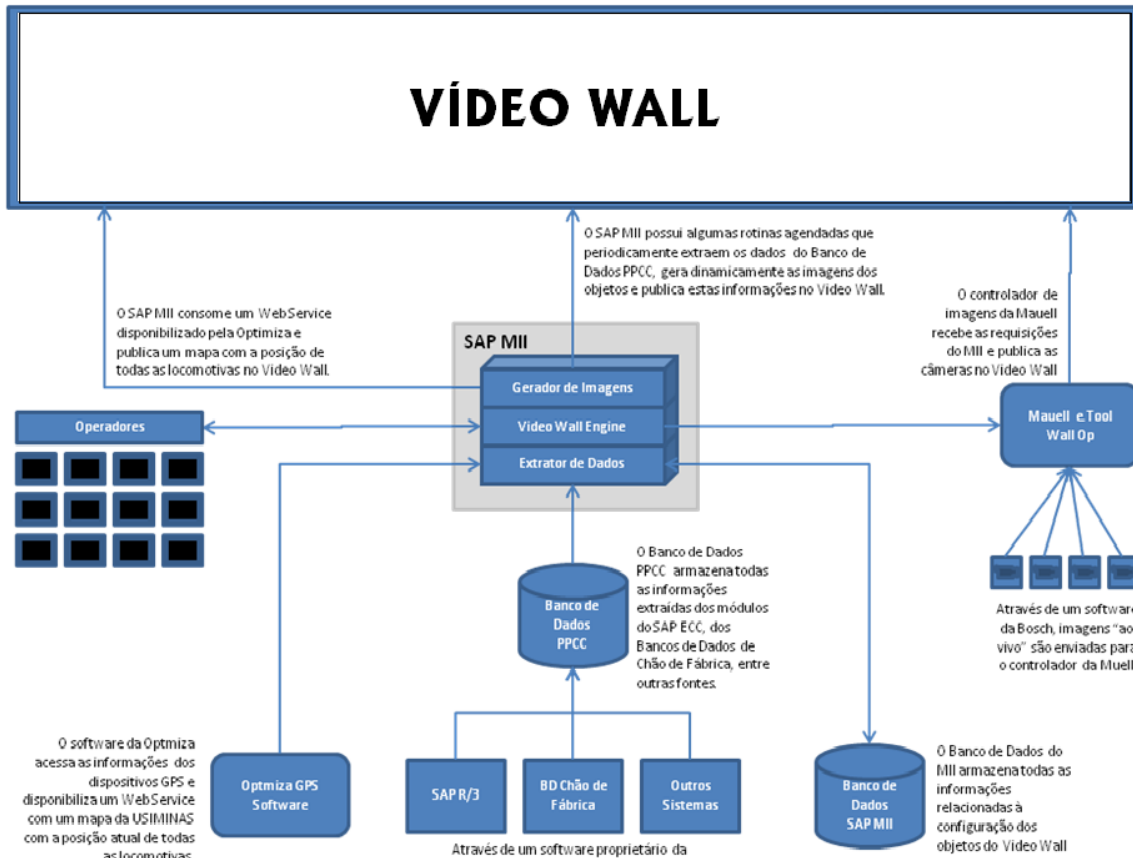 VÍDEO WALL
O SAP MII possui algumas rotinas agendadas que
periodicamente extraem os dados do Banco de
Dados PPCC, gera dinamicamente as imagens dos
objetos e publica estas informações no Video Wall.
O SAP MII consome um WebService
disponibilizado pela Optimiza e
publica um mapa com a posição de
todas as locomotivas no Video Wall.
O controlador de
imagens da Mauell
recebe as requisições
do MII e publica as
câmeras no Video Wall
SAP MII
Gerador de Imagens
Video Wall Engine
Extrator de Dados
Operadores
Mauell e.Tool
Wall Op
O Banco de Dados
PPCC armazena todas
as informações
extraídas dos módulos
do SAP ECC, dos
Bancos de Dados de
Chão de Fábrica, entre
outras fontes.
Banco de
Dados
PPCC
Através de um software
da Bosch, imagens “ao
vivo” são enviadas para
o controlador da Muell
O software da Optmiza
acessa as informações dos
dispositivos GPS e
disponibiliza um WebService
com um mapa da USIMINAS
com a posição atual de todas
as locomotivas.
Optmiza GPS
Software
SAP R/3
BD Chão de
Fábrica
Outros
Sistemas
Através de um software proprietário da
Banco de
Dados
SAP MII
O Banco de Dados do
MII armazena todas as
informações
relacionadas à
configuração dos
objetos do Video Wall